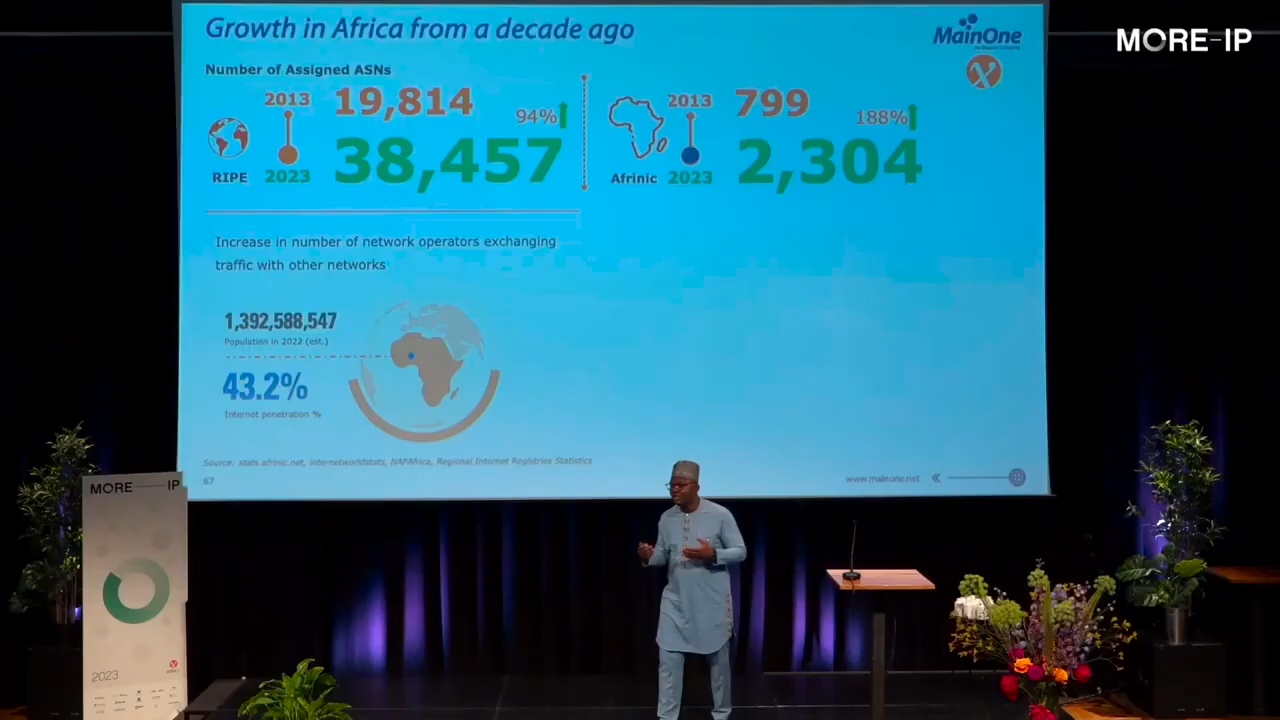 Growth in Africa from a decade ago
MainOne
MORE-IP
Number of Assigned ASNs
2013 19,814
94%
RIPE 2023 38,457
2013 799
188%
Afrinic 2023 2,304
Increase in number of network operators exchanging
traffic with other networks
1,392,588,547
Population in 2022 (est.)
43.2%
Internet penetration %
Source: stats.afrinic.net, internetworldstats, NAPAfrica, Regional Internet Registries Statistics
67
www.mainone.net
MORE IP
2023